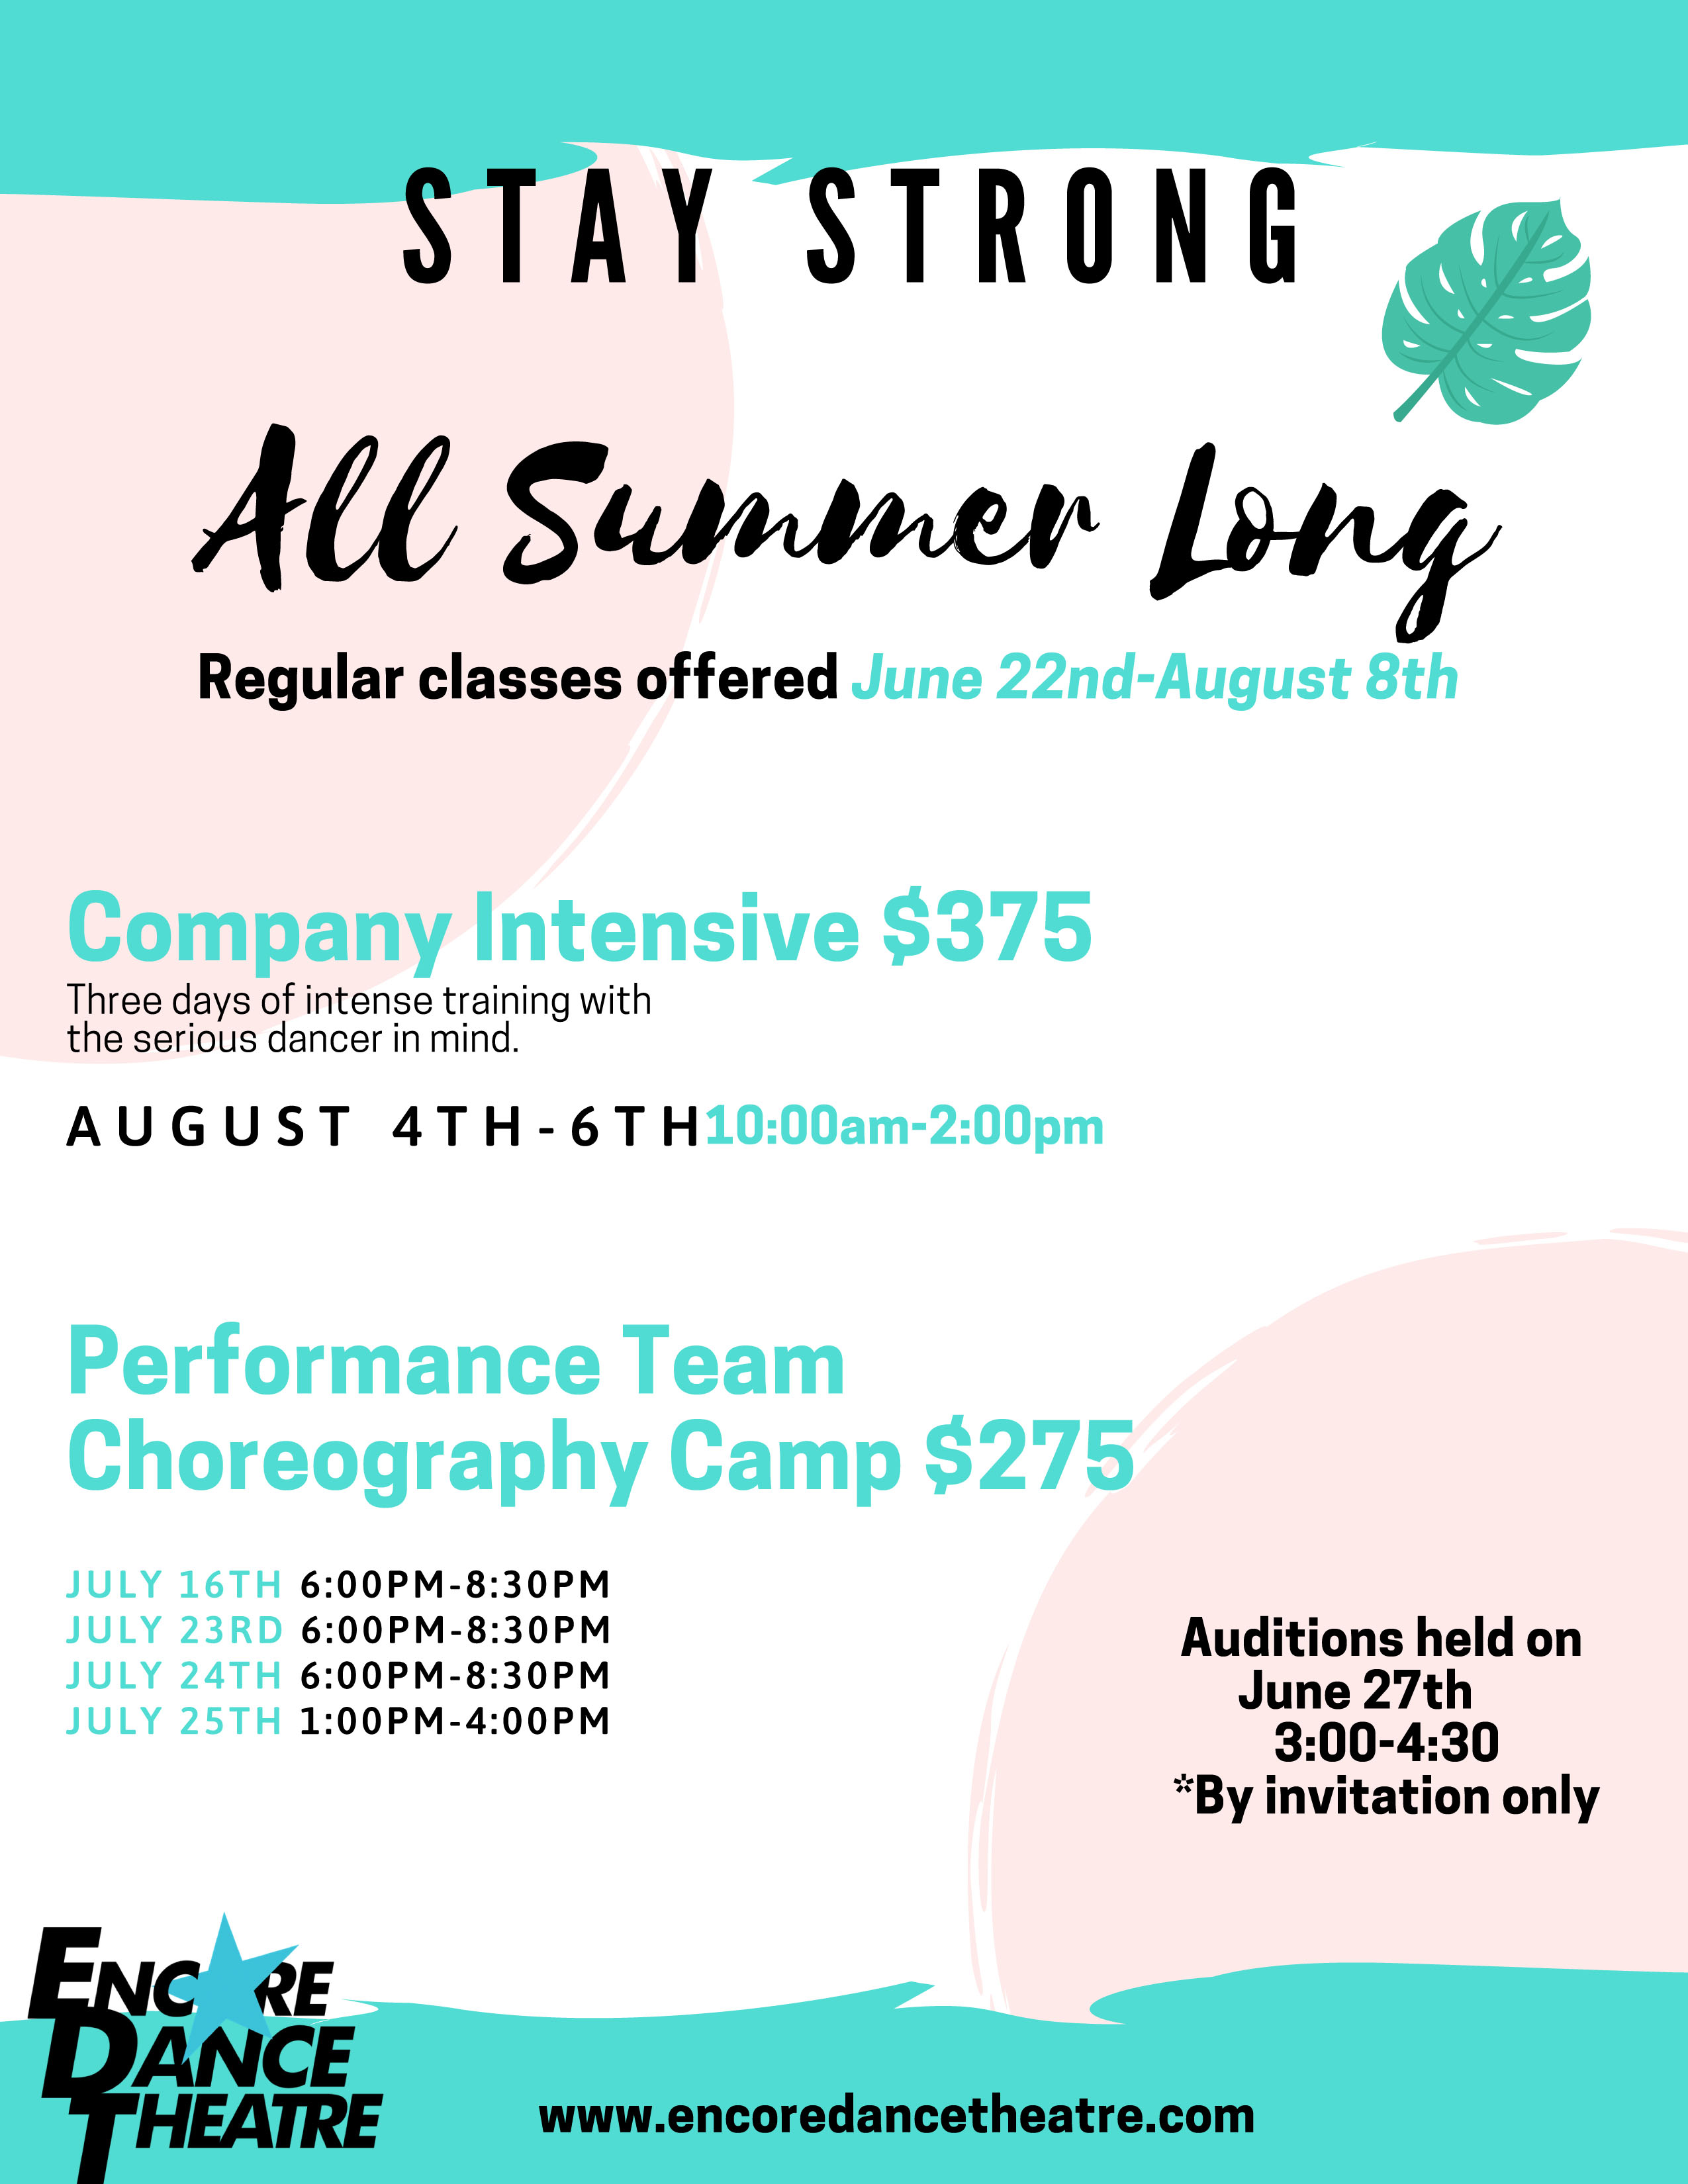 STAY STRONG
All Summer Long
Regular classes offered June 22nd-August 8th
Company Intensive $375
Three days of intense training with
the serious dancer in mind.
AUGUST 4TH-6TH 10:00am-2:00pm
Performance Team
Choreography Camp $275
JULY 16TH 6:00PM-8:30PM
JULY 23RD 6:00PM-8:30PM
JULY 24TH 6:00PM-8:30PM
JULY 25TH 1:00PM-4:00PM
Auditions held on
June 27th
3:00-4:30
*By invitation only
ENCORE
DANCE
THEATRE
www.encoredancetheatre.com